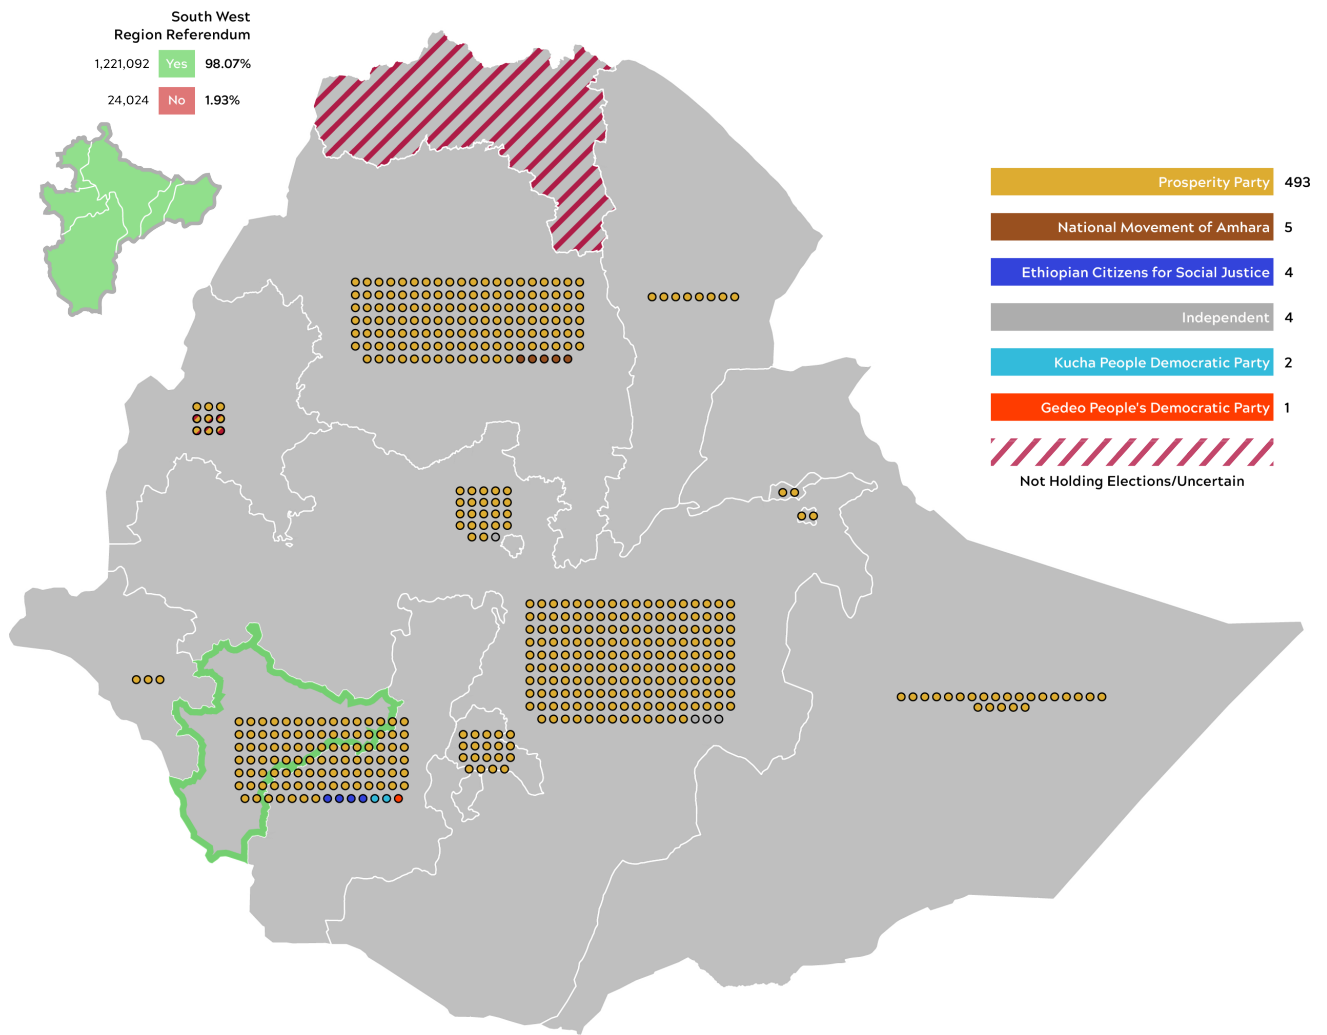 South West
Region Referendum
1,221,092 Yes 98.07%
24,024 No 1.93%
Prosperity Party 493
National Movement of Amhara 5
Ethiopian Citizens for Social Justice 4
Independent 4
Kucha People Democratic Party 2
Gedeo People's Democratic Party 1
Not Holding Elections/Uncertain